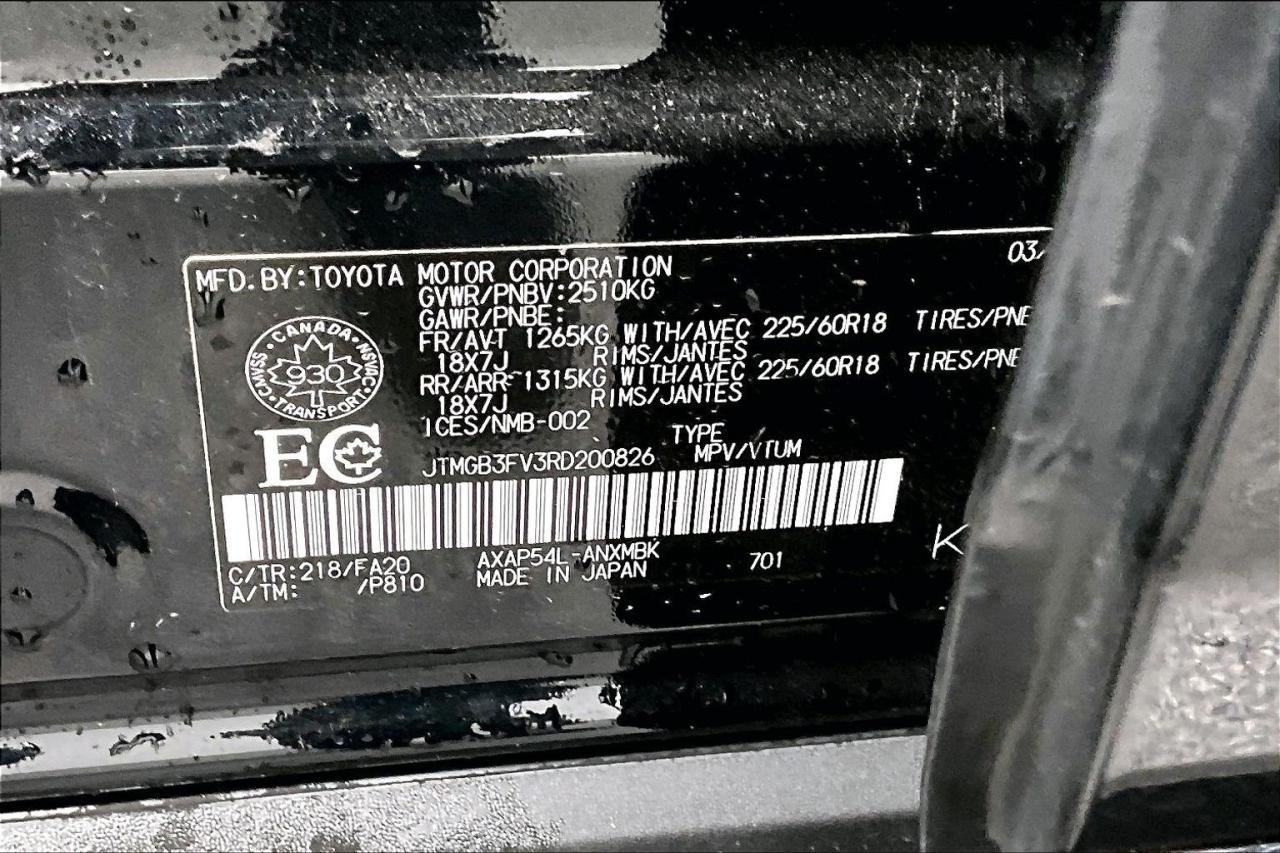 MFD. BY: TOYOTA MOTOR CORPORATION 03/
GVWR/PNBV: 2510KG
GAWR/PNBE:
FR/AVT 1265KG WITH/AVEC 225/60R18 TIRES/PNE
18X7J RIMS/JANTES
RR/ARR 1315KG WITH/AVEC 225/60R18 TIRES/PNE
18X7J RIMS/JANTES
ICES/NMB-002
CANADA
CMVSS 930 NSVAC
TRANSPORT
EC
TYPE
JTMGB3FV3RD200826 MPV/VTUM
C/TR: 218/FA20 AXAP54L-ANXMBK 701
A/TM: /P810 MADE IN JAPAN
K